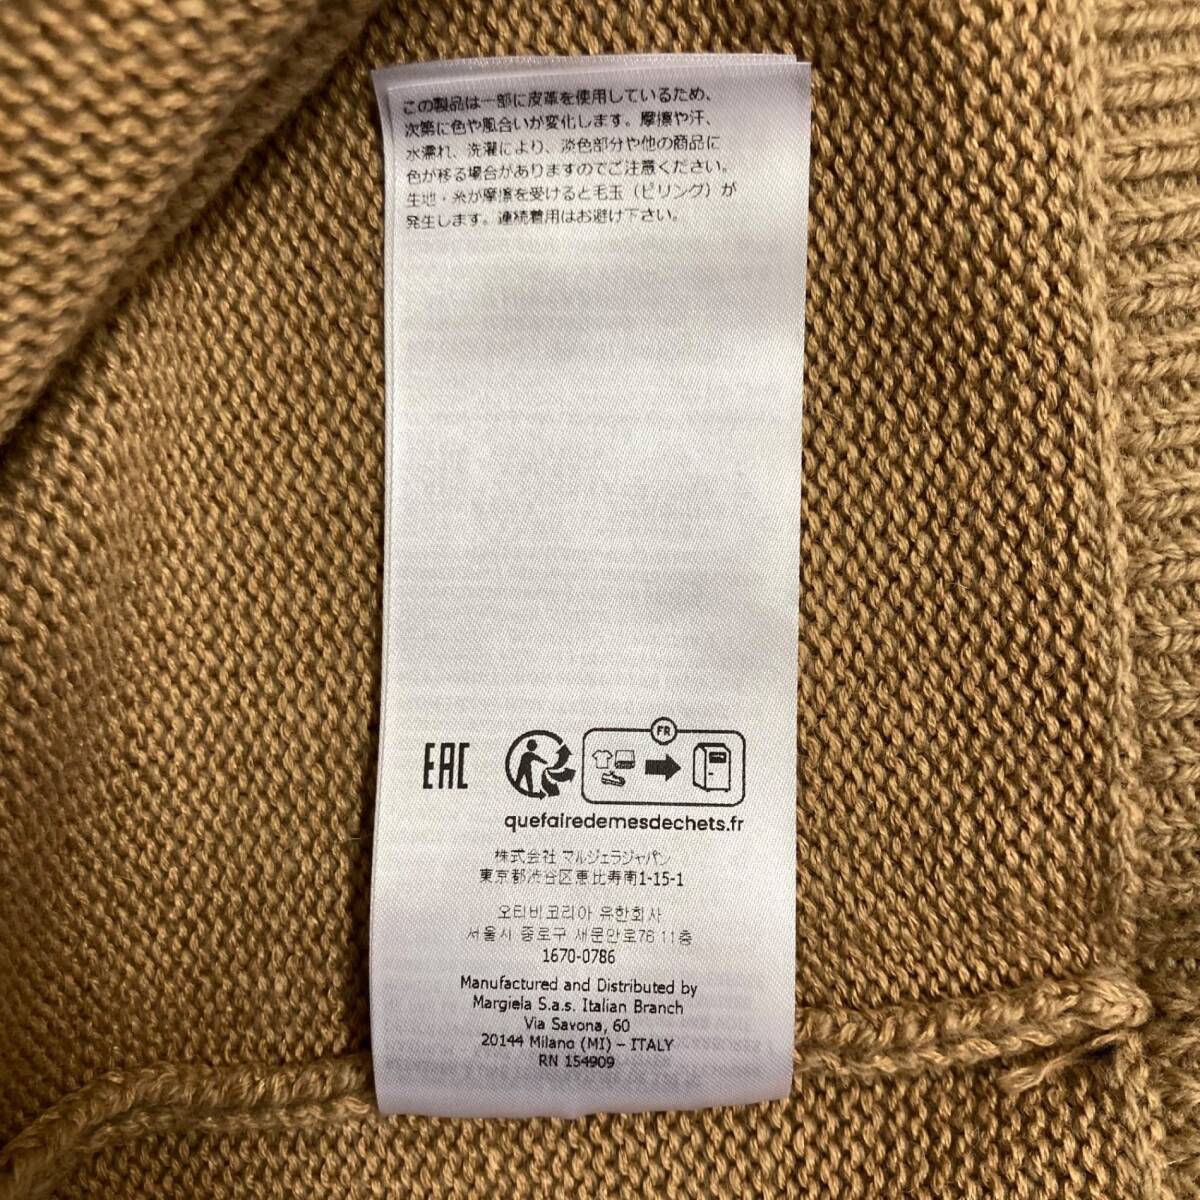 この製品は一部に皮革を使用しているため、
次第に色や風合いが変化します。摩擦や汗、
水濡れ、洗濯により、淡色部分や他の商品に
色が移る場合がありますのでご注意ください。
生地・糸が摩擦を受けると毛玉（ピリング）が
発生します。連続着用はお避け下さい。
EAC
FR
quefairedemesdechets.fr
株式会社 マルジェラジャパン
東京都渋谷区恵比寿南1-15-1
오티비코리아 유한회사
서울시 종로구 새문안로76 11층
1670-0786
Manufactured and Distributed by
Margiela S.a.s. Italian Branch
Via Savona, 60
20144 Milano (MI) – ITALY
RN 154909